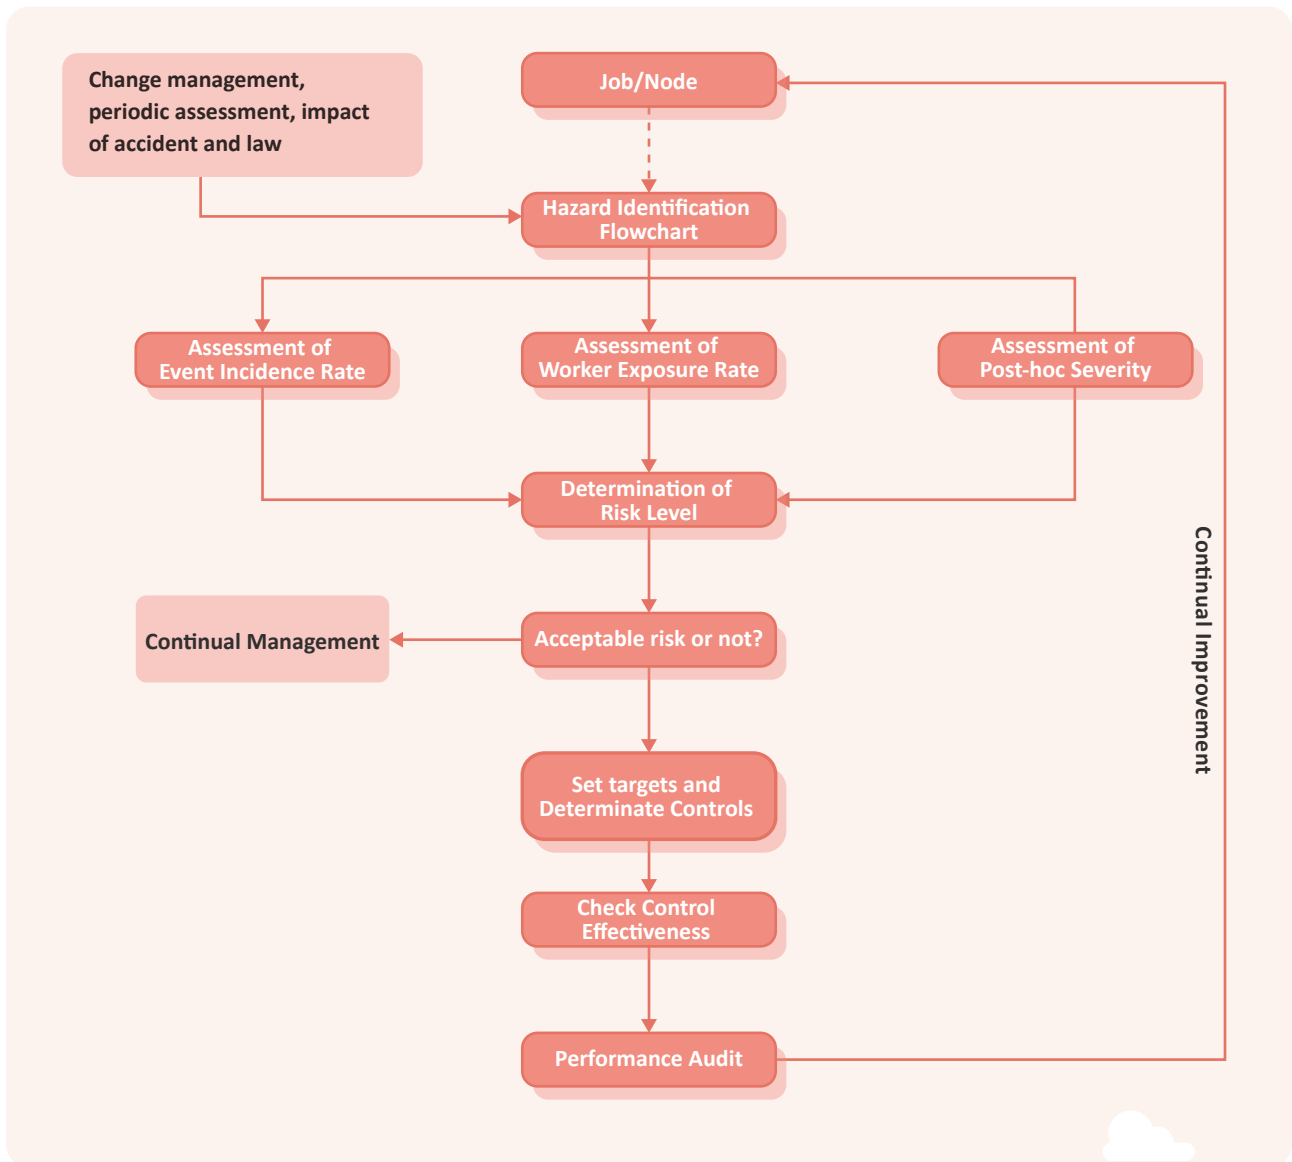 Change management,
periodic assessment, impact
of accident and law
Job/Node
Hazard Identification
Flowchart
Assessment of
Event Incidence Rate
Assessment of
Worker Exposure Rate
Assessment of
Post-hoc Severity
Determination of
Risk Level
Continual Management
Acceptable risk or not?
Set targets and
Determinate Controls
Check Control
Effectiveness
Performance Audit
Continual Improvement